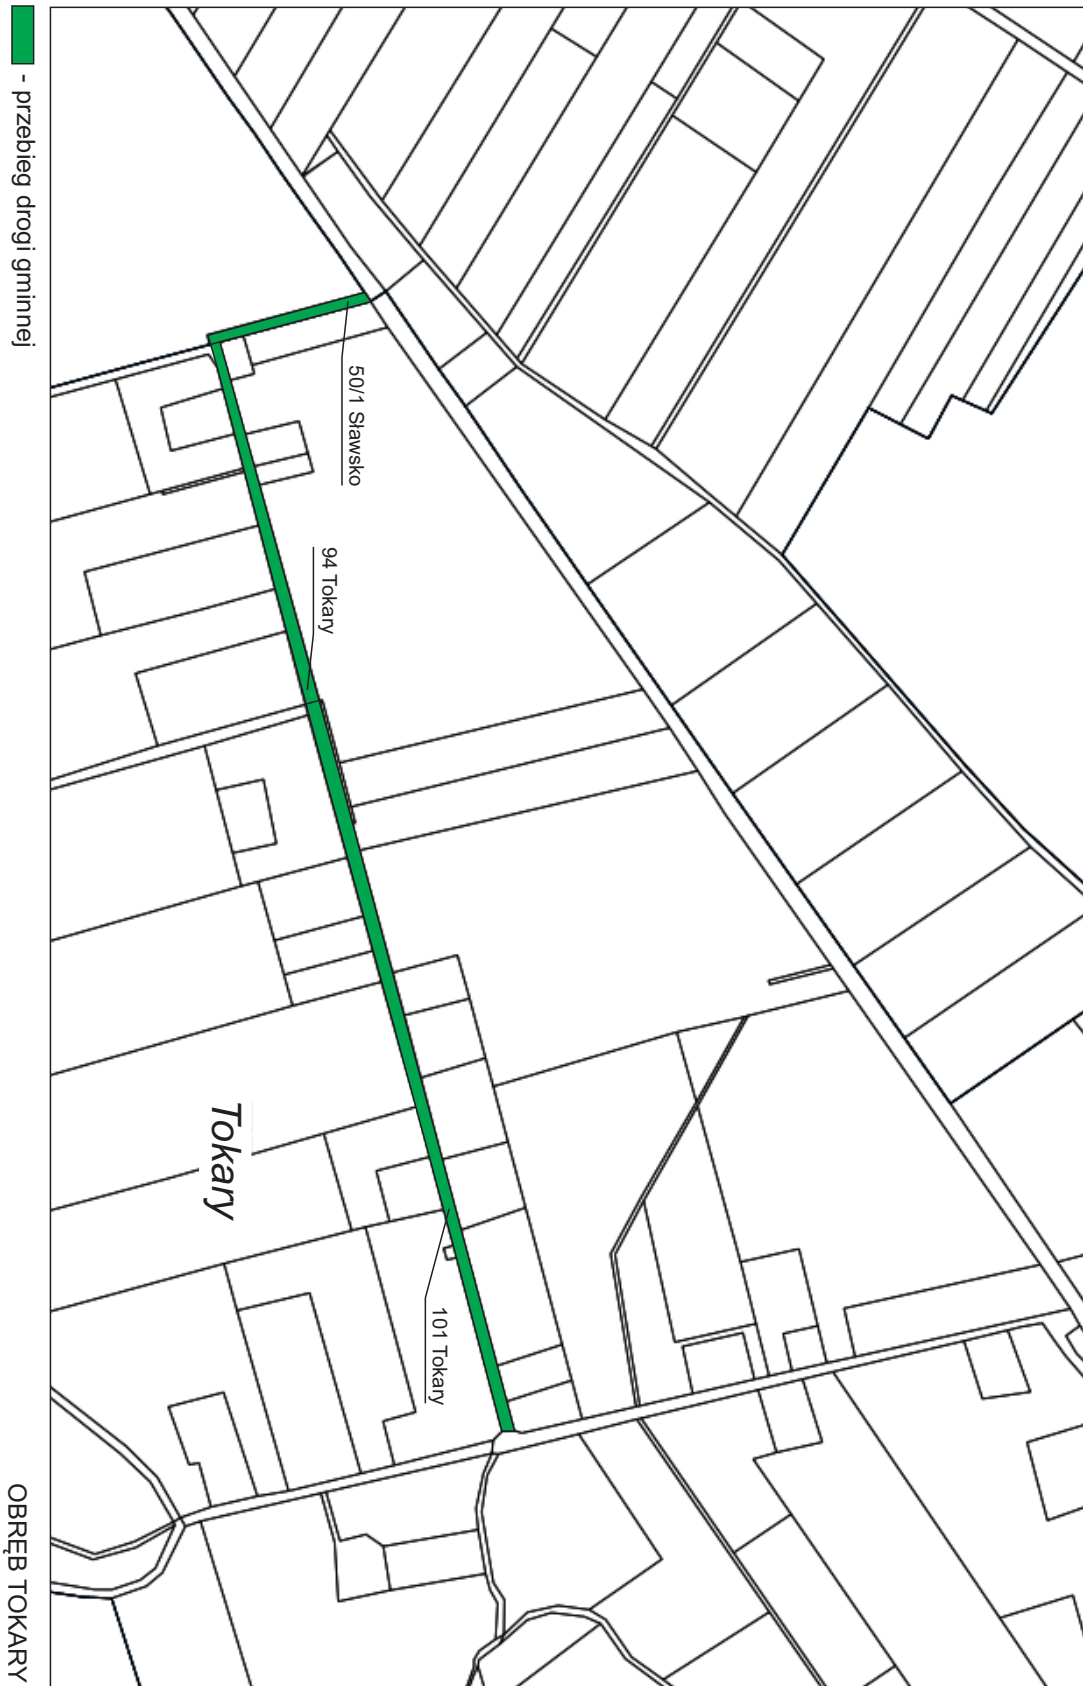 - przebieg drogi gminnej
50/1 Sławsko
94 Tokary
101 Tokary
Tokary
OBRĘB TOKARY